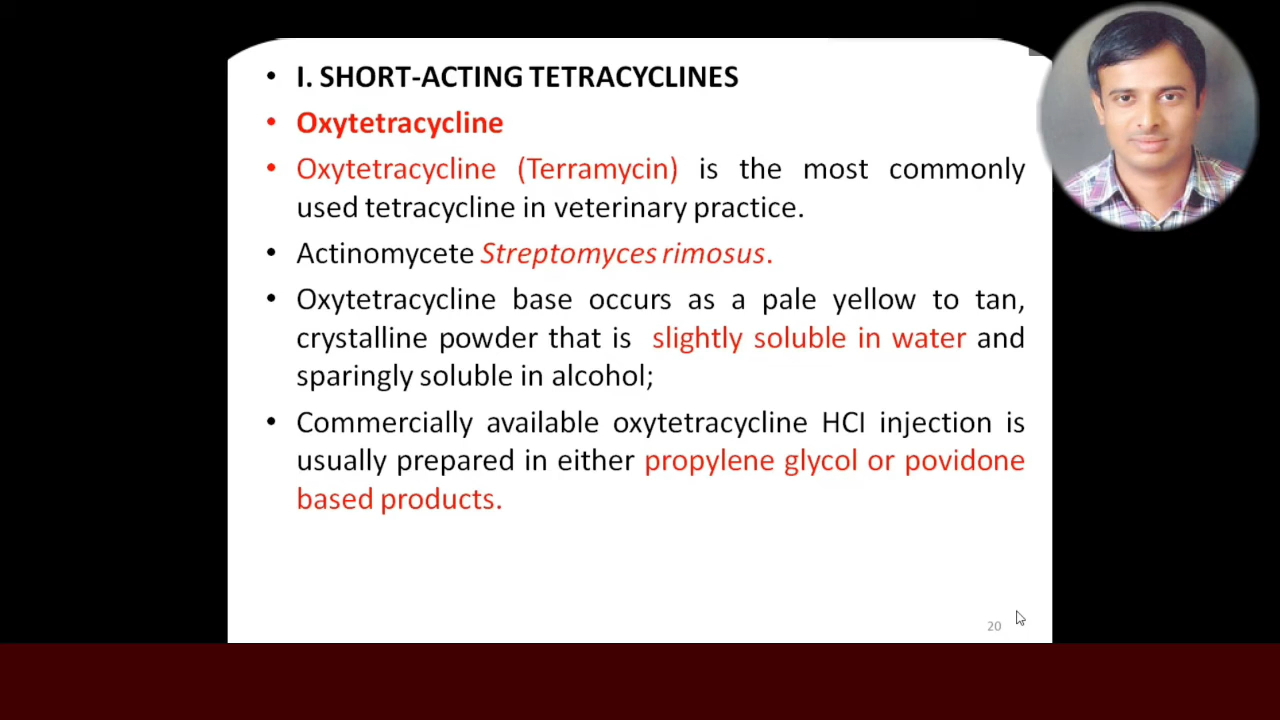 • I. SHORT-ACTING TETRACYCLINES
• Oxytetracycline
• Oxytetracycline (Terramycin) is the most commonly
used tetracycline in veterinary practice.
• Actinomycete Streptomyces rimosus.
• Oxytetracycline base occurs as a pale yellow to tan,
crystalline powder that is slightly soluble in water and
sparingly soluble in alcohol;
• Commercially available oxytetracycline HCI injection is
usually prepared in either propylene glycol or povidone
based products.
20